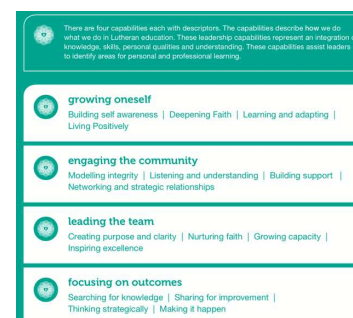 There are four capabilities each with descriptors. The capabilities describe how we do
what we do in Lutheran education. These leadership capabilities represent an integration
knowledge, skills, personal qualities and understanding. These capabilities assist leaders
to identify areas for personal and professional learning.
growing oneself
Building self awareness | Deepening Faith | Learning and adapting |
Living Positively
engaging the community
Modelling integrity | Listening and understanding | Building support |
Networking and strategic relationships
leading the team
Creating purpose and clarity | Nurturing faith | Growing capacity |
Inspiring excellence
focusing on outcomes
Searching for knowledge | Sharing for improvement |
Thinking strategically | Making it happen